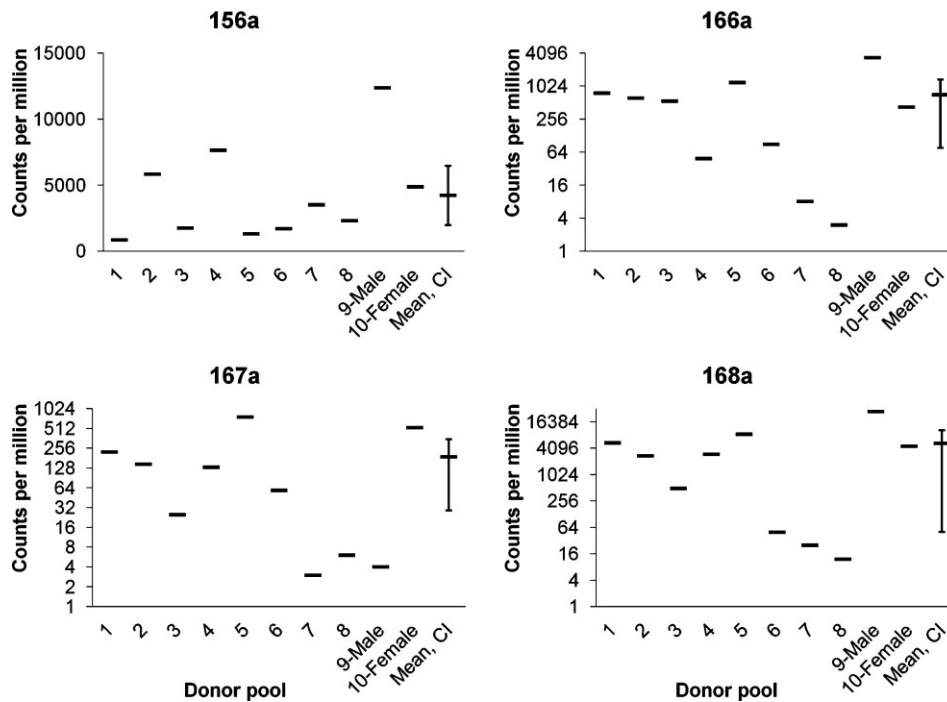 156a
Counts per million
15000
10000
5000
0
1
2
3
4
5
6
7
8
9-Male
10-Female
Mean, CI
166a
Counts per million
4096
1024
256
64
16
4
1
1
2
3
4
5
6
7
8
9-Male
10-Female
Mean, CI
167a
Counts per million
1024
512
256
128
64
32
16
8
4
2
1
1
2
3
4
5
6
7
8
9-Male
10-Female
Mean, CI
Donor pool
168a
Counts per million
16384
4096
1024
256
64
16
4
1
1
2
3
4
5
6
7
8
9-Male
10-Female
Mean, CI
Donor pool